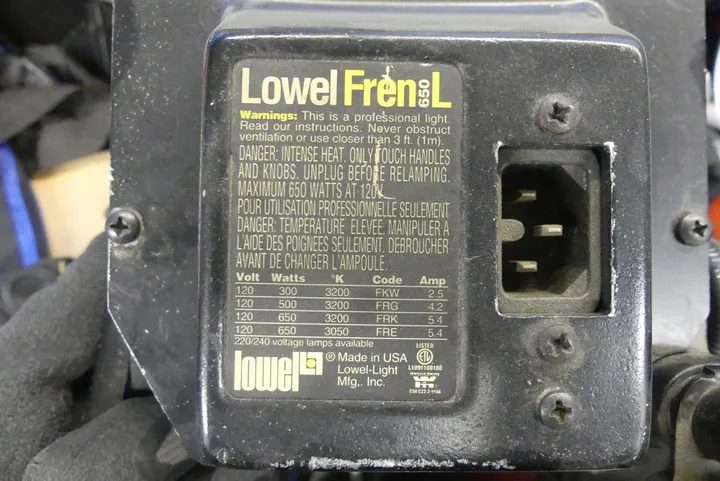 Lowel Fren L 650
Warnings: This is a professional light.
Read our instructions. Never obstruct
ventilation or use closer than 3 ft. (1m).
DANGER: INTENSE HEAT. ONLY TOUCH HANDLES
AND KNOBS. UNPLUG BEFORE RELAMPING.
MAXIMUM 650 WATTS AT 120V.
POUR UTILISATION PROFESSIONNELLE SEULEMENT
DANGER: TEMPERATURE ELEVEE. MANIPULER A
L'AIDE DES POIGNEES SEULEMENT. DEBROUCHER
AVANT DE CHANGER L'AMPOULE.
Volt Watts °K Code Amp
120 300 3200 FKW 2.5
120 500 3200 FRG 4.2
120 650 3200 FRK 5.4
120 650 3050 FRE 5.4
220/240 voltage lamps available
lowel ® Made in USA
Lowel-Light
Mfg,. Inc.
LISTED
ETL